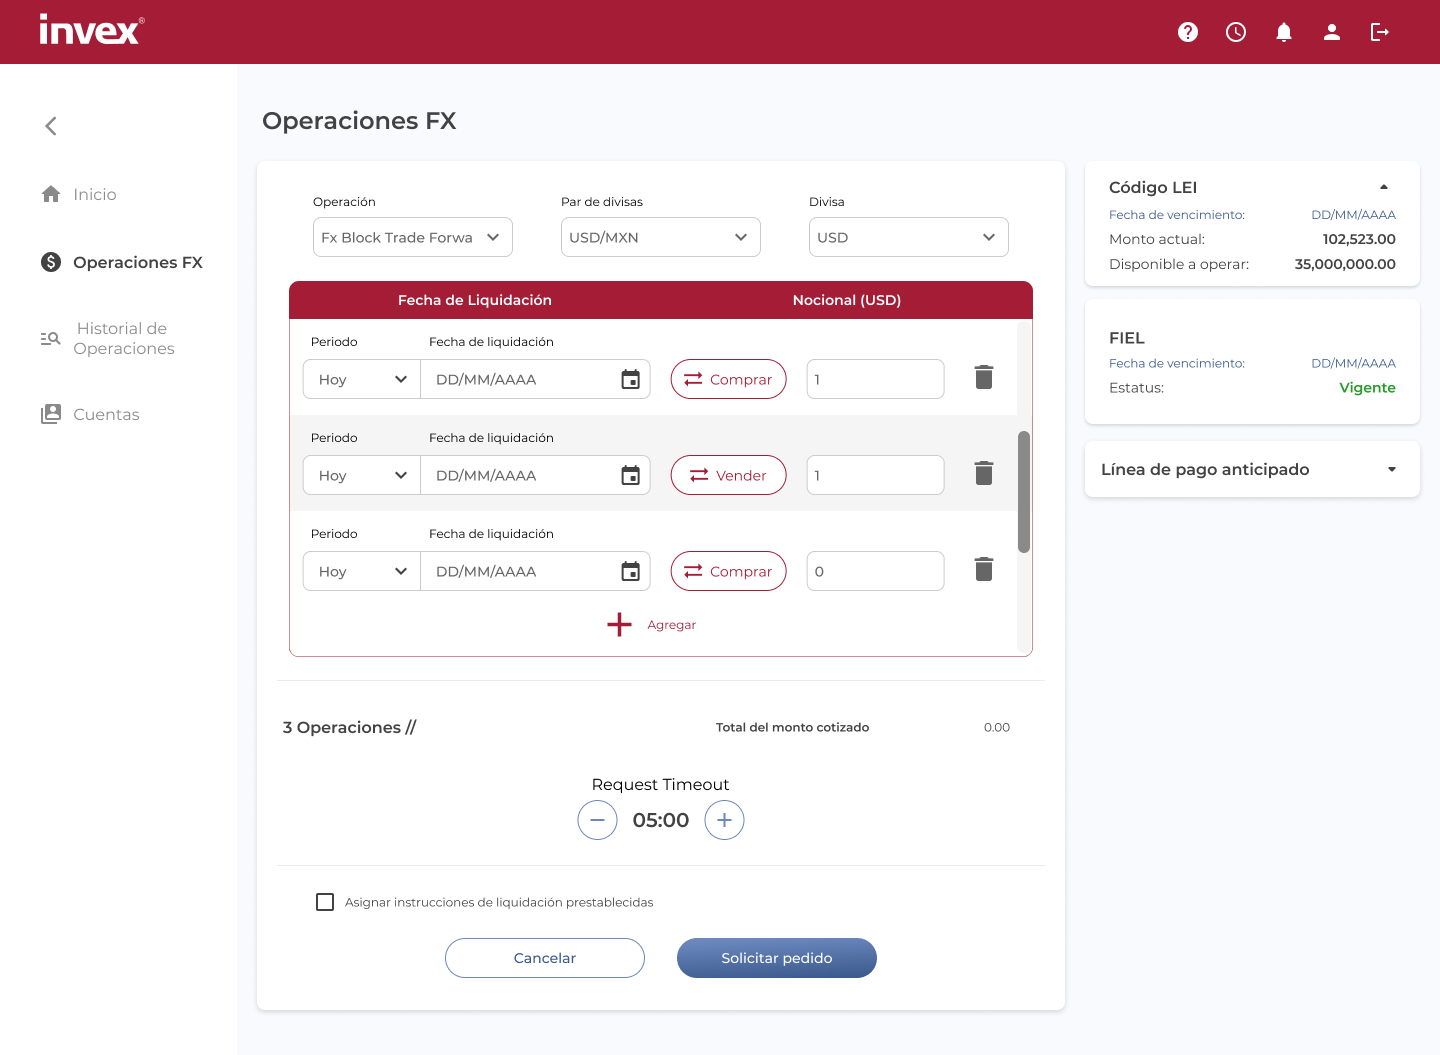 invex®
Operaciones FX
Inicio
Operaciones FX
Historial de
Operaciones
Cuentas
Operación
Par de divisas
Divisa
Fx Block Trade Forwa
USD/MXN
USD
Fecha de Liquidación
Nocional (USD)
Periodo
Fecha de liquidación
Hoy
DD/MM/AAAA
Comprar
1
Periodo
Fecha de liquidación
Hoy
DD/MM/AAAA
Vender
1
Periodo
Fecha de liquidación
Hoy
DD/MM/AAAA
Comprar
0
Agregar
3 Operaciones //
Total del monto cotizado
0.00
Request Timeout
05:00
Asignar instrucciones de liquidación prestablecidas
Cancelar
Solicitar pedido
Código LEI
Fecha de vencimiento:
DD/MM/AAAA
Monto actual:
102,523.00
Disponible a operar:
35,000,000.00
FIEL
Fecha de vencimiento:
DD/MM/AAAA
Estatus:
Vigente
Línea de pago anticipado